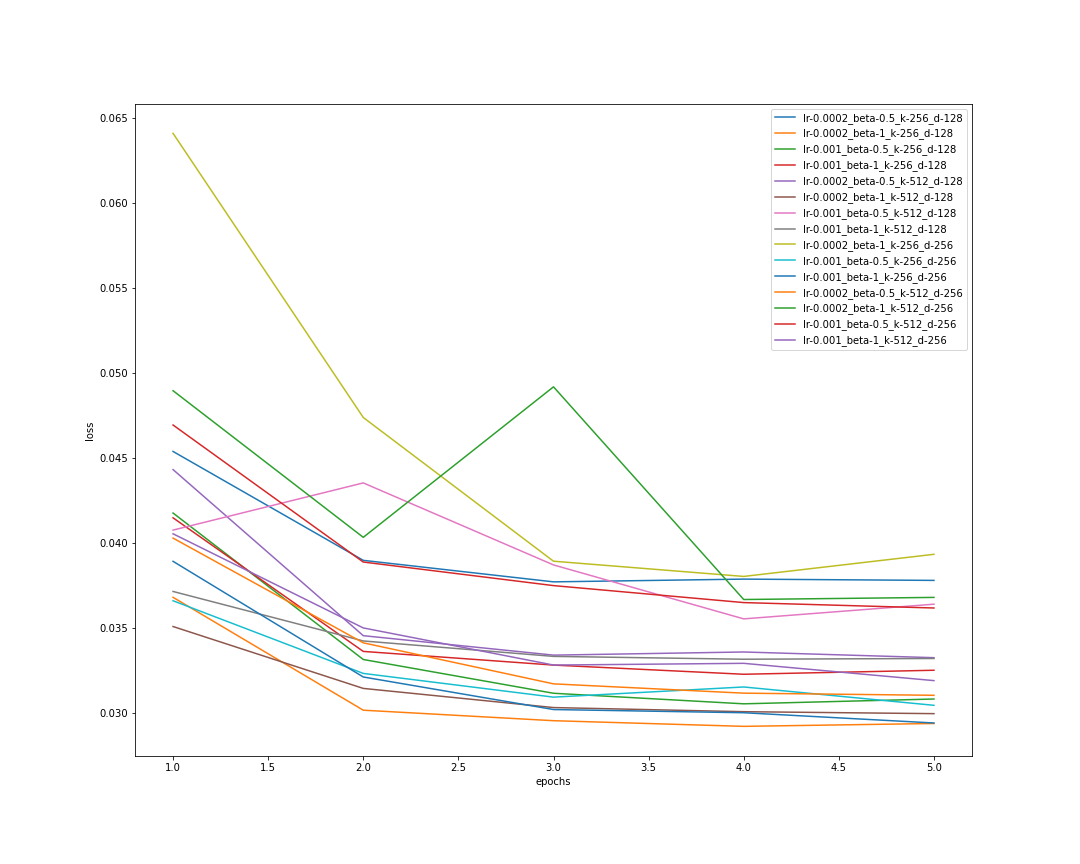 0.065
0.060
0.055
0.050
0.045
0.040
0.035
0.030
loss
1.0 1.5 2.0 2.5 3.0 3.5 4.0 4.5 5.0
epochs
lr-0.0002_beta-0.5_k-256_d-128
lr-0.0002_beta-1_k-256_d-128
lr-0.001_beta-0.5_k-256_d-128
lr-0.001_beta-1_k-256_d-128
lr-0.0002_beta-0.5_k-512_d-128
lr-0.0002_beta-1_k-512_d-128
lr-0.001_beta-0.5_k-512_d-128
lr-0.001_beta-1_k-512_d-128
lr-0.0002_beta-1_k-256_d-256
lr-0.001_beta-0.5_k-256_d-256
lr-0.001_beta-1_k-256_d-256
lr-0.0002_beta-0.5_k-512_d-256
lr-0.0002_beta-1_k-512_d-256
lr-0.001_beta-0.5_k-512_d-256
lr-0.001_beta-1_k-512_d-256